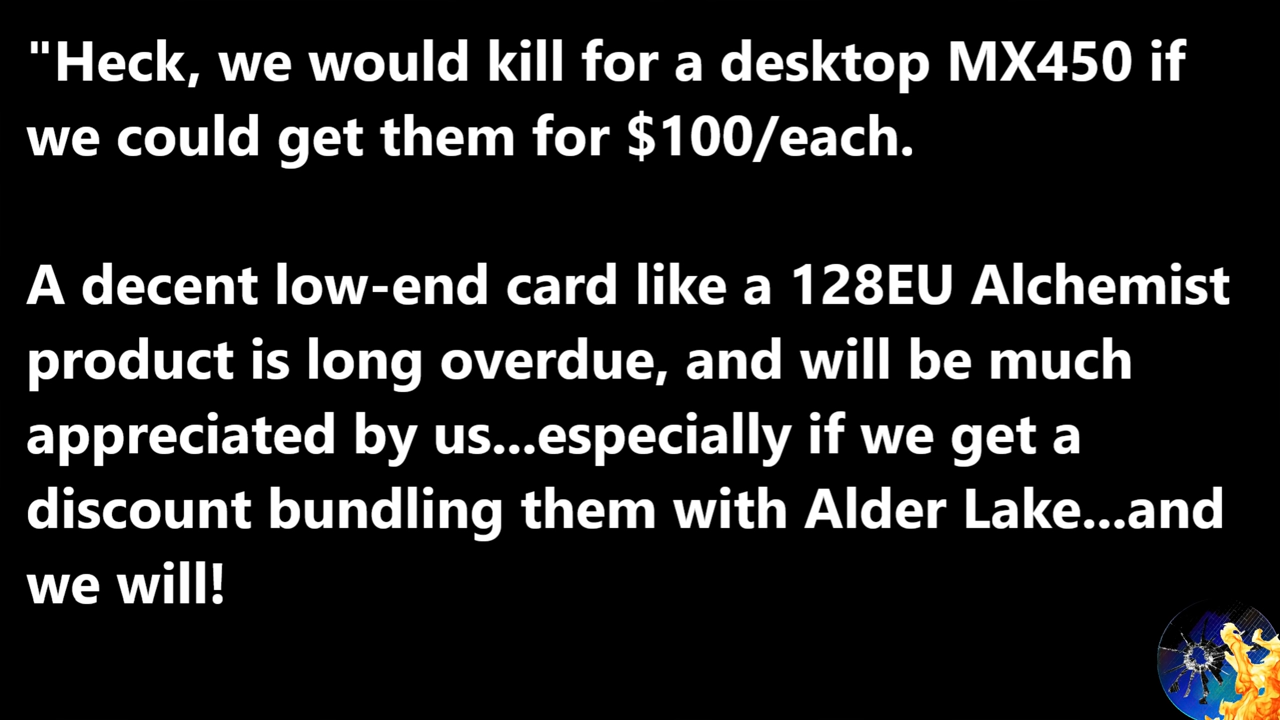 "Heck, we would kill for a desktop MX450 if
we could get them for $100/each.
A decent low-end card like a 128EU Alchemist
product is long overdue, and will be much
appreciated by us...especially if we get a
discount bundling them with Alder Lake...and
we will!